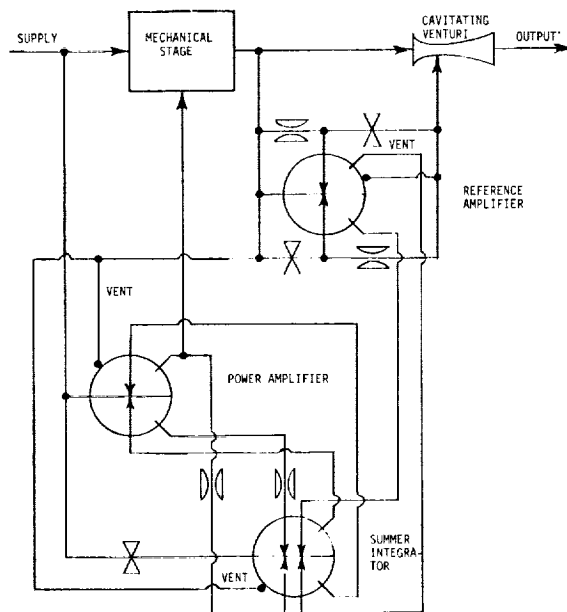 SUPPLY
MECHANICAL
STAGE
CAVITATING
VENTURI
OUTPUT
VENT
REFERENCE
AMPLIFIER
VENT
POWER AMPLIFIER
SUMMER
INTEGRA-
TOR
VENT